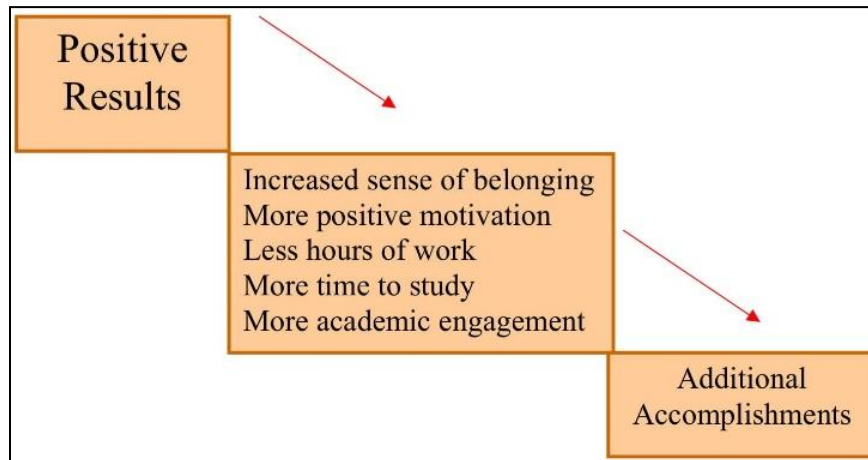 Positive
Results
Increased sense of belonging
More positive motivation
Less hours of work
More time to study
More academic engagement
Additional
Accomplishments